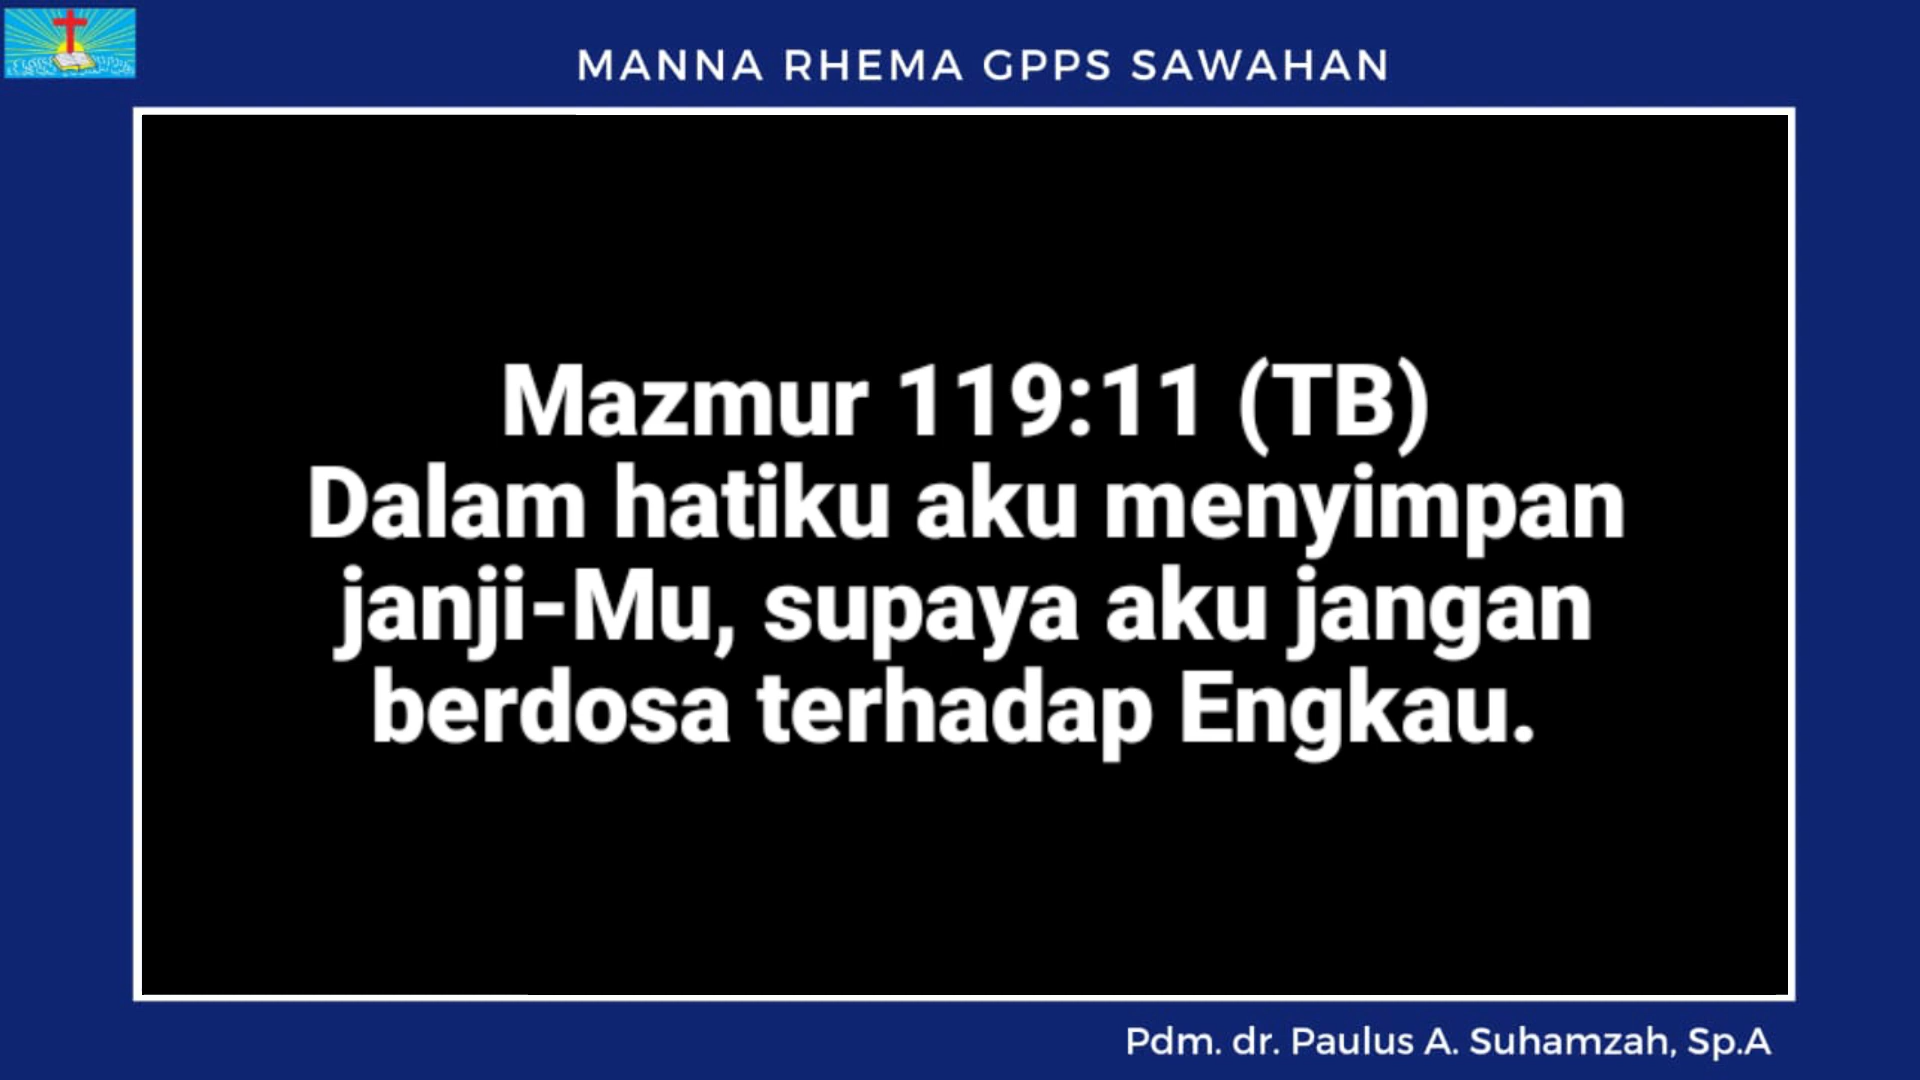 MANNA RHEMA GPPS SAWAHAN
Mazmur 119:11 (TB)
Dalam hatiku aku menyimpan
janji-Mu, supaya aku jangan
berdosa terhadap Engkau.
Pdm. dr. Paulus A. Suhamzah, Sp.A